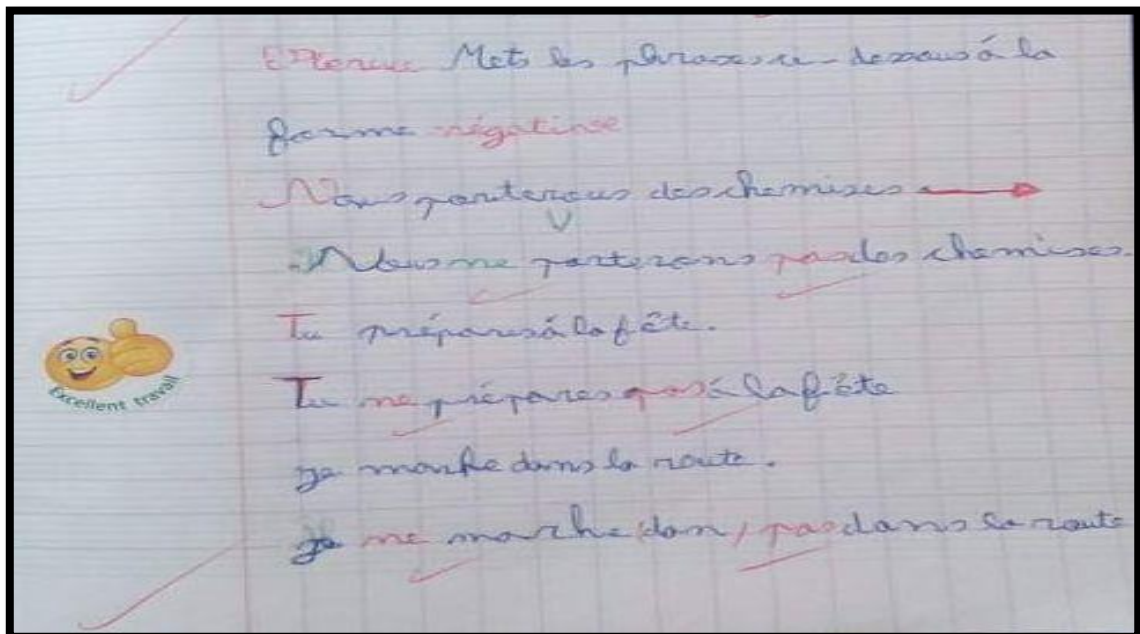 Mets les phrases ci-dessous à la
forme négative
Nous porterons des chemises
Nous ne porterons pas des chemises.
Tu prépares à la fête.
Tu ne prépares pas à la fête
je marche dans la route.
je ne marche (dan) pas dans la route
Excellent travail